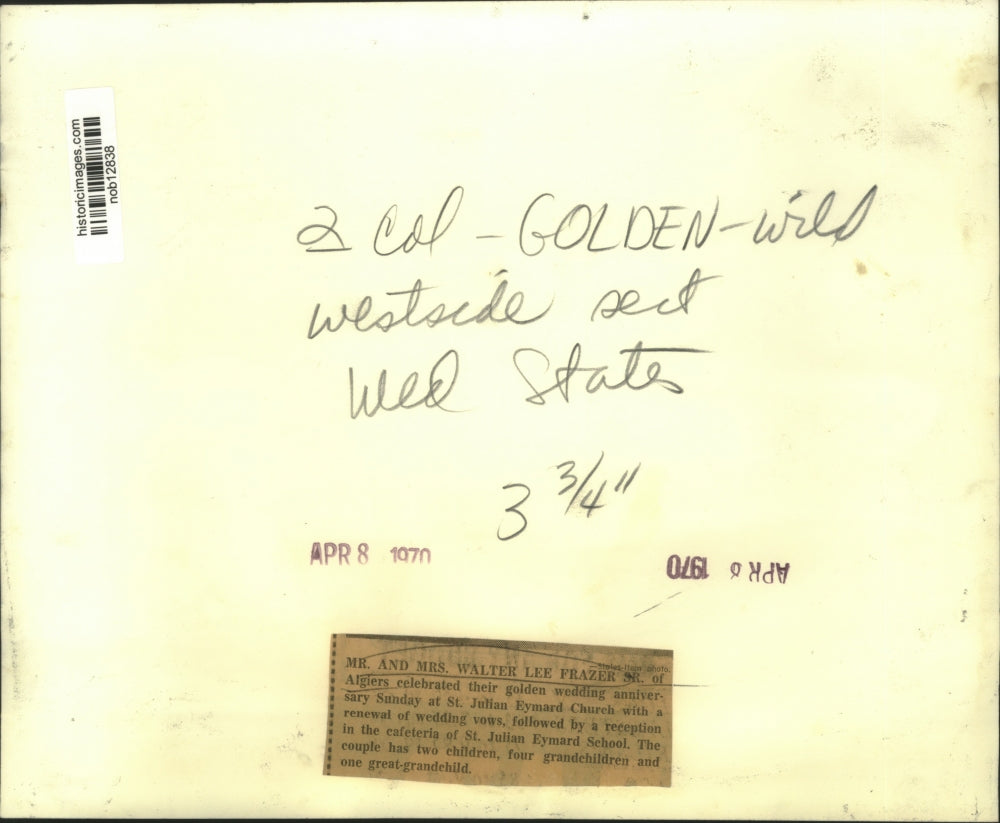 historicimages.com
nob12838
2 Col - GOLDEN - wild
westside sect
Wed States
3 3/4"
APR 8 1970
APR 8 1970
—States-Item photo.
MR. AND MRS. WALTER LEE FRAZER SR. of
Algiers celebrated their golden wedding anniver-
sary Sunday at St. Julian Eymard Church with a
renewal of wedding vows, followed by a reception
in the cafeteria of St. Julian Eymard School. The
couple has two children, four grandchildren and
one great-grandchild.